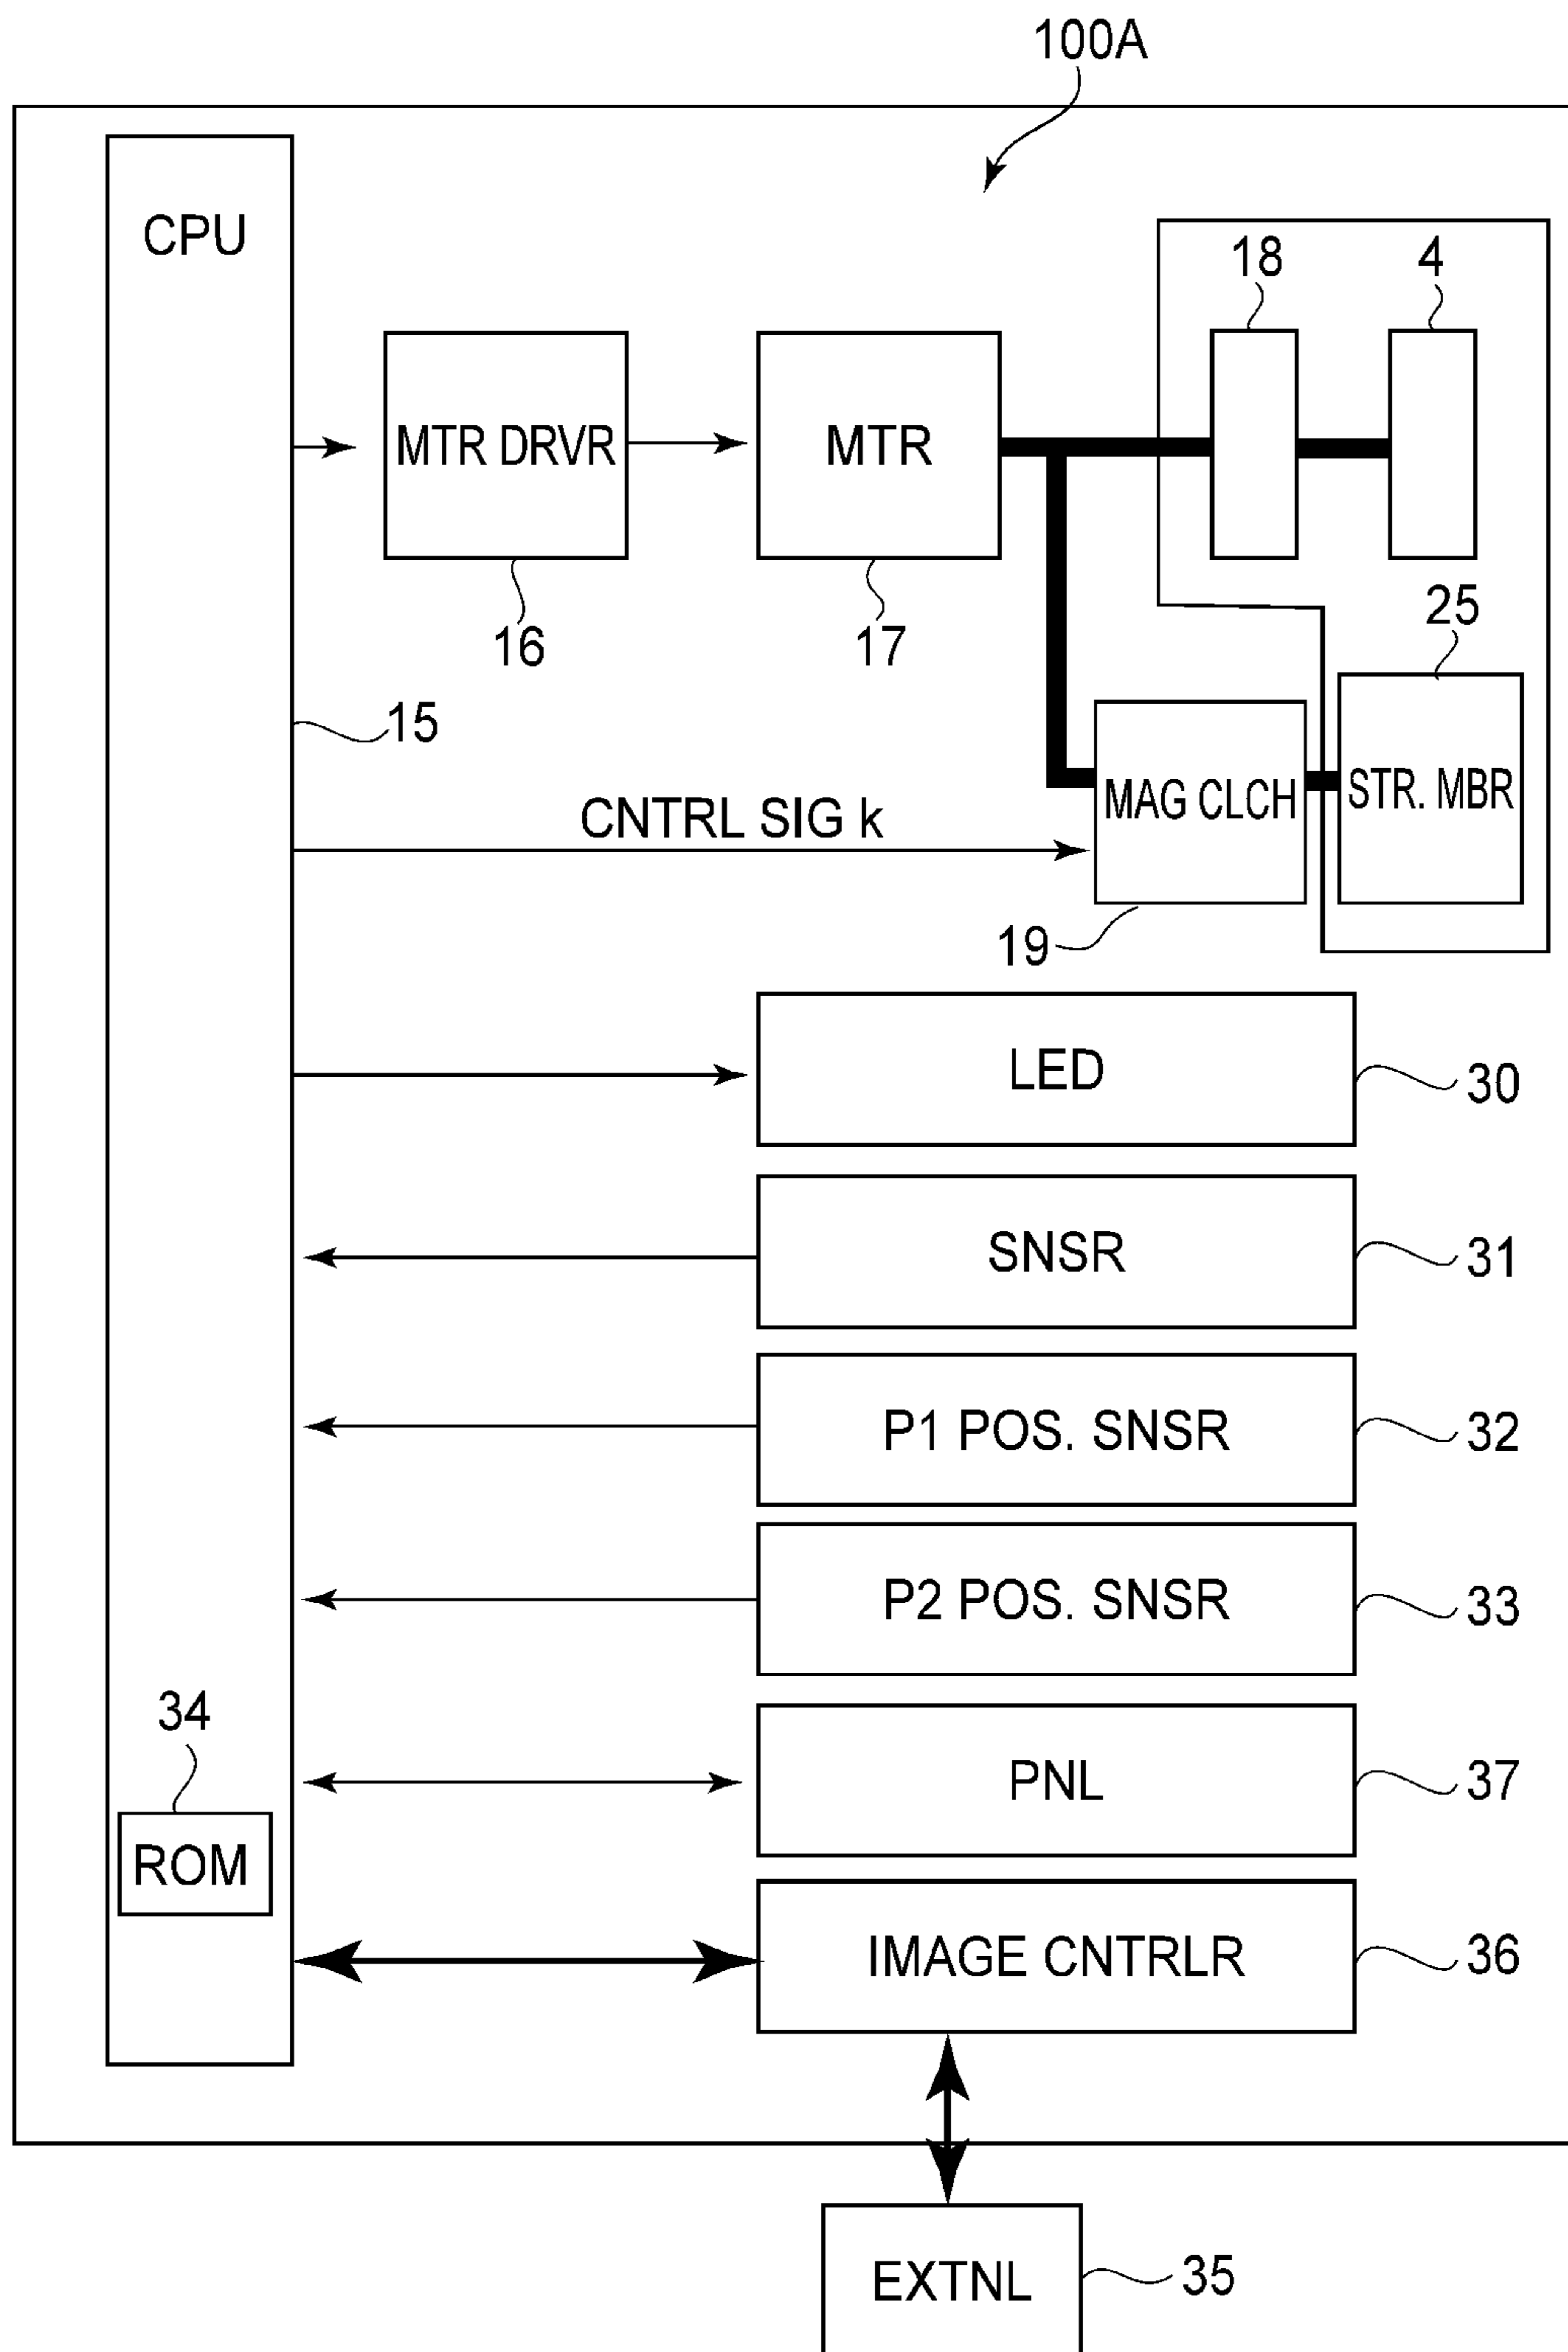 100A
CPU
18
4
MTR DRVR
MTR
16
17
25
15
MAG CLCH
STR. MBR
CNTRL SIG k
19
LED
30
SNSR
31
P1 POS. SNSR
32
P2 POS. SNSR
33
34
PNL
37
ROM
IMAGE CNTRLR
36
EXTNL
35